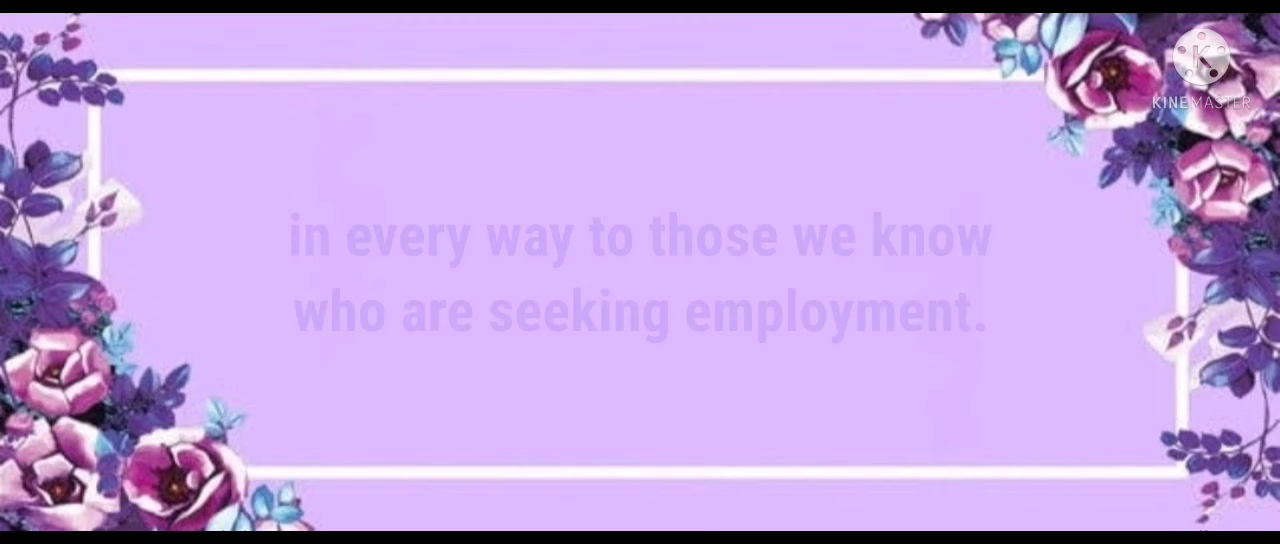 KINEMASTER
in every way to those we know
who are seeking employment.